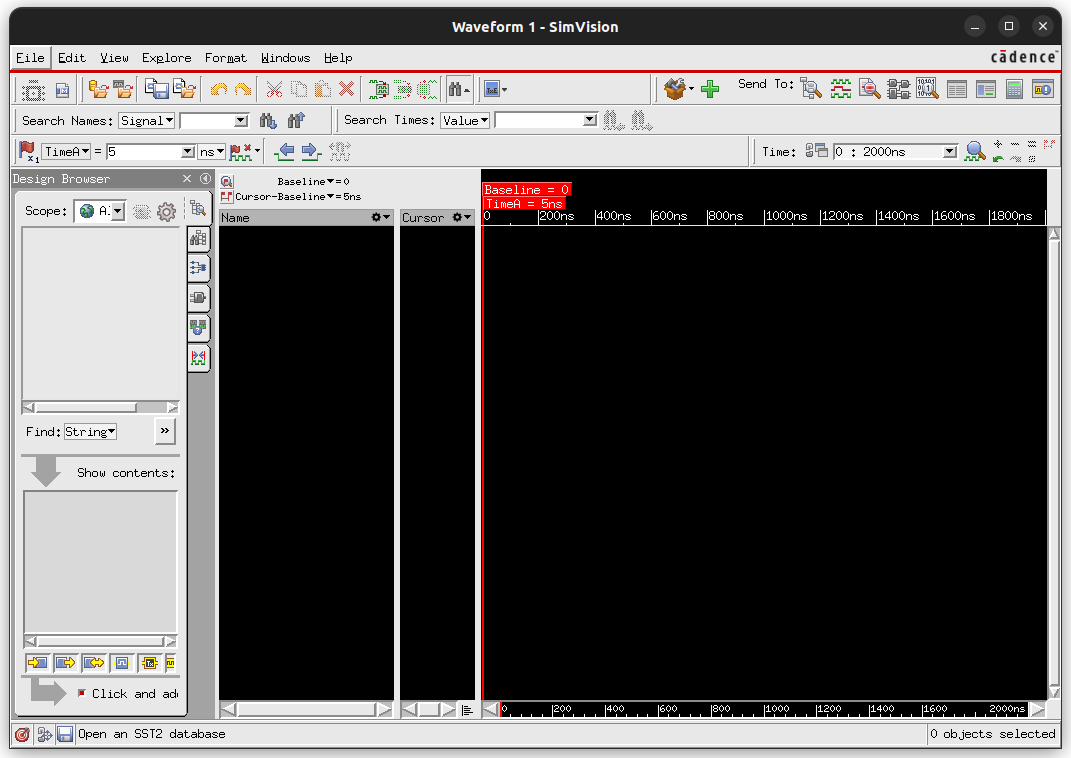 Waveform 1 - SimVision
File Edit View Explore Format Windows Help
cādence
Send To:
Search Names: Signal
Search Times: Value
TimeA = 5 ns
Time: 0 : 2000ns
Design Browser
Baseline = 0
Cursor-Baseline = 5ns
Scope:
Name
Cursor
Baseline = 0
TimeA = 5ns
0 200ns 400ns 600ns 800ns 1000ns 1200ns 1400ns 1600ns 1800ns
Find: String »
Show contents:
Click and add
0 200 400 600 800 1000 1200 1400 1600 2000ns
Open an SST2 database
0 objects selected